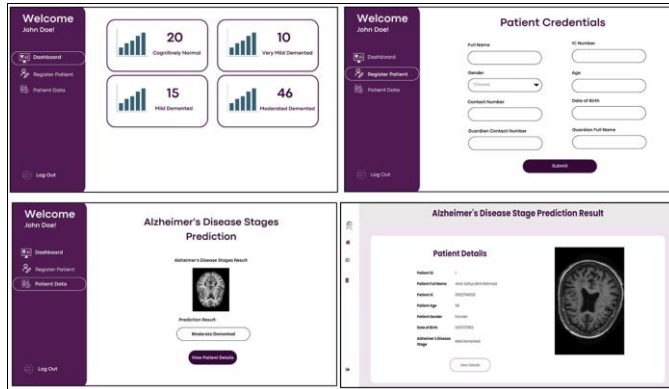 Welcome
John Doe!
Dashboard
Register Patient
Patient Data
Log Out
20
Cognitively Normal
10
Very Mild Demented
15
Mild Demented
46
Moderated Demented
Welcome
John Doe!
Dashboard
Register Patient
Patient Data
Log Out
Patient Credentials
Full Name
IC Number
Gender
Choose
Age
Contact Number
Date of Birth
Guardian Contact Number
Guardian Full Name
Submit
Welcome
John Doe!
Dashboard
Register Patient
Patient Data
Log Out
Alzheimer's Disease Stages
Prediction
Alzheimer's Disease Stages Result
Prediction Result
Moderate Demented
View Patient Details
Alzheimer's Disease Stage Prediction Result
Patient Details
Patient ID 1
Patient Full Name
Patient IC
Patient Age
Patient Gender Female
Date of Birth
Alzheimer's Disease
Stage
Mild Demented
View Details